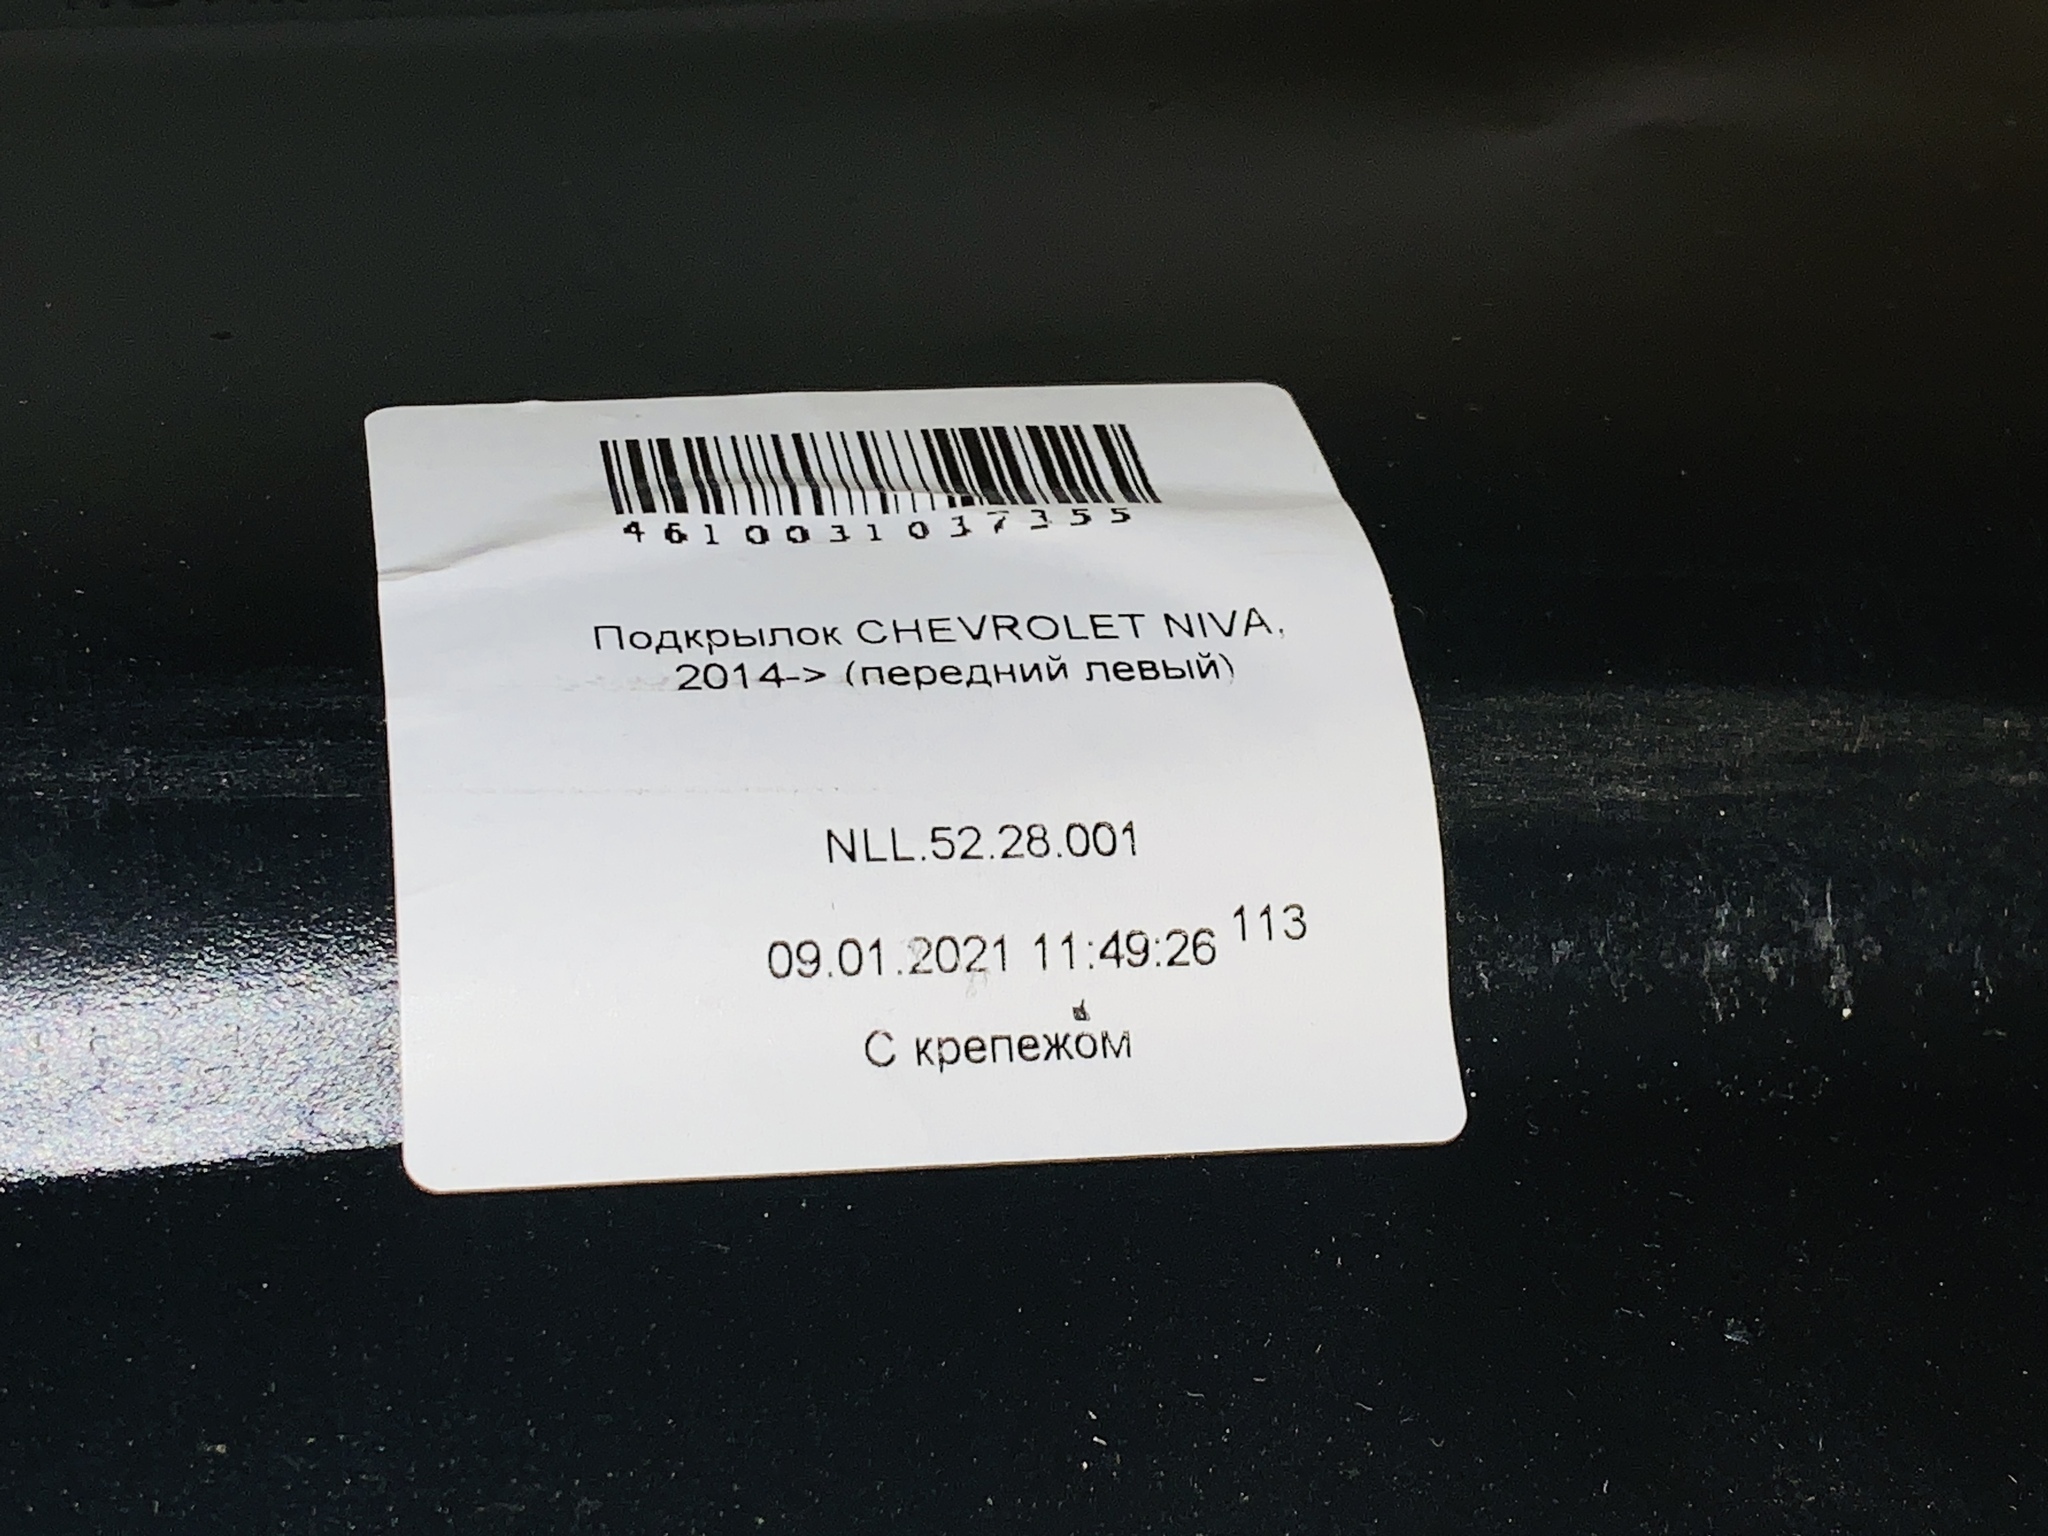 4610031037355
Подкрылок CHEVROLET NIVA,
2014-> (передний левый)
NLL.52.28.001
09.01.2021 11:49:26 113
С крепежом